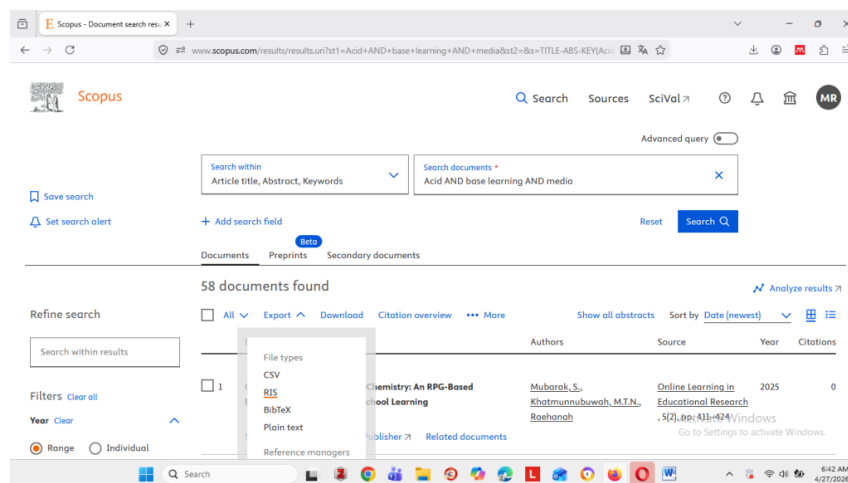 Scopus - Document search resu
www.scopus.com/results/results.uri?st1=Acid+AND+base+learning+AND+media&st2=&s=TITLE-ABS-KEY(Acid
Scopus
Search Sources SciVal MR
Advanced query
Search within
Article title, Abstract, Keywords
Search documents *
Acid AND base learning AND media
Save search
Set search alert
+ Add search field
Reset Search
Beta
Documents Preprints Secondary documents
58 documents found
Analyze results
Refine search
All Export Download Citation overview ••• More Show all abstracts Sort by Date (newest)
Search within results
Authors Source Year Citations
File types
CSV
RIS
BibTeX
Plain text
Reference managers
1 Chemistry: An RPG-Based
chool Learning
Mubarak, S.,
Khatmunnubuwah, M.T.N.,
Raehanah
Online Learning in
Educational Research
, 5(2), pp. 411–424
2025 0
ublisher Related documents
Filters Clear all
Year Clear
Range Individual
Activate Windows
Go to Settings to activate Windows.
Search
6:42 AM
4/27/2026